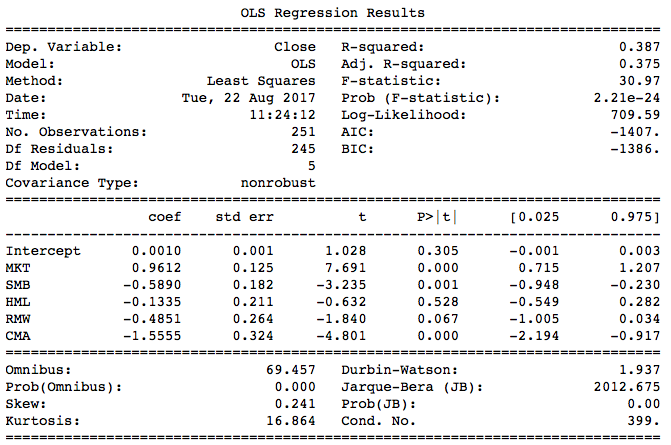 OLS Regression Results
==============================================================================
Dep. Variable:                  Close   R-squared:                       0.387
Model:                            OLS   Adj. R-squared:                  0.375
Method:                 Least Squares   F-statistic:                     30.97
Date:                Tue, 22 Aug 2017   Prob (F-statistic):           2.21e-24
Time:                        11:24:12   Log-Likelihood:                 709.59
No. Observations:                 251   AIC:                            -1407.
Df Residuals:                     245   BIC:                            -1386.
Df Model:                           5
Covariance Type:            nonrobust
==============================================================================
                 coef    std err          t      P>|t|      [0.025      0.975]
------------------------------------------------------------------------------
Intercept      0.0010      0.001      1.028      0.305      -0.001       0.003
MKT            0.9612      0.125      7.691      0.000       0.715       1.207
SMB           -0.5890      0.182     -3.235      0.001      -0.948      -0.230
HML           -0.1335      0.211     -0.632      0.528      -0.549       0.282
RMW           -0.4851      0.264     -1.840      0.067      -1.005       0.034
CMA           -1.5555      0.324     -4.801      0.000      -2.194      -0.917
==============================================================================
Omnibus:                       69.457   Durbin-Watson:                   1.937
Prob(Omnibus):                  0.000   Jarque-Bera (JB):             2012.675
Skew:                           0.241   Prob(JB):                         0.00
Kurtosis:                      16.864   Cond. No.                         399.
==============================================================================